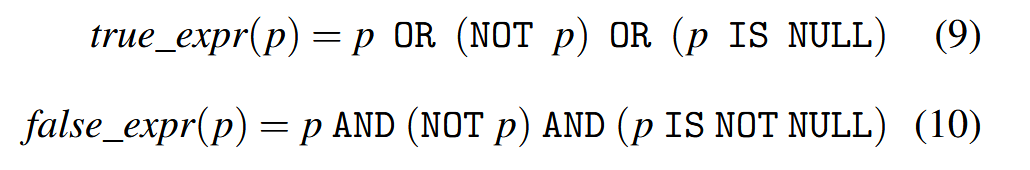 true_expr(p) = p OR (NOT p) OR (p IS NULL) (9)
false_expr(p) = p AND (NOT p) AND (p IS NOT NULL) (10)